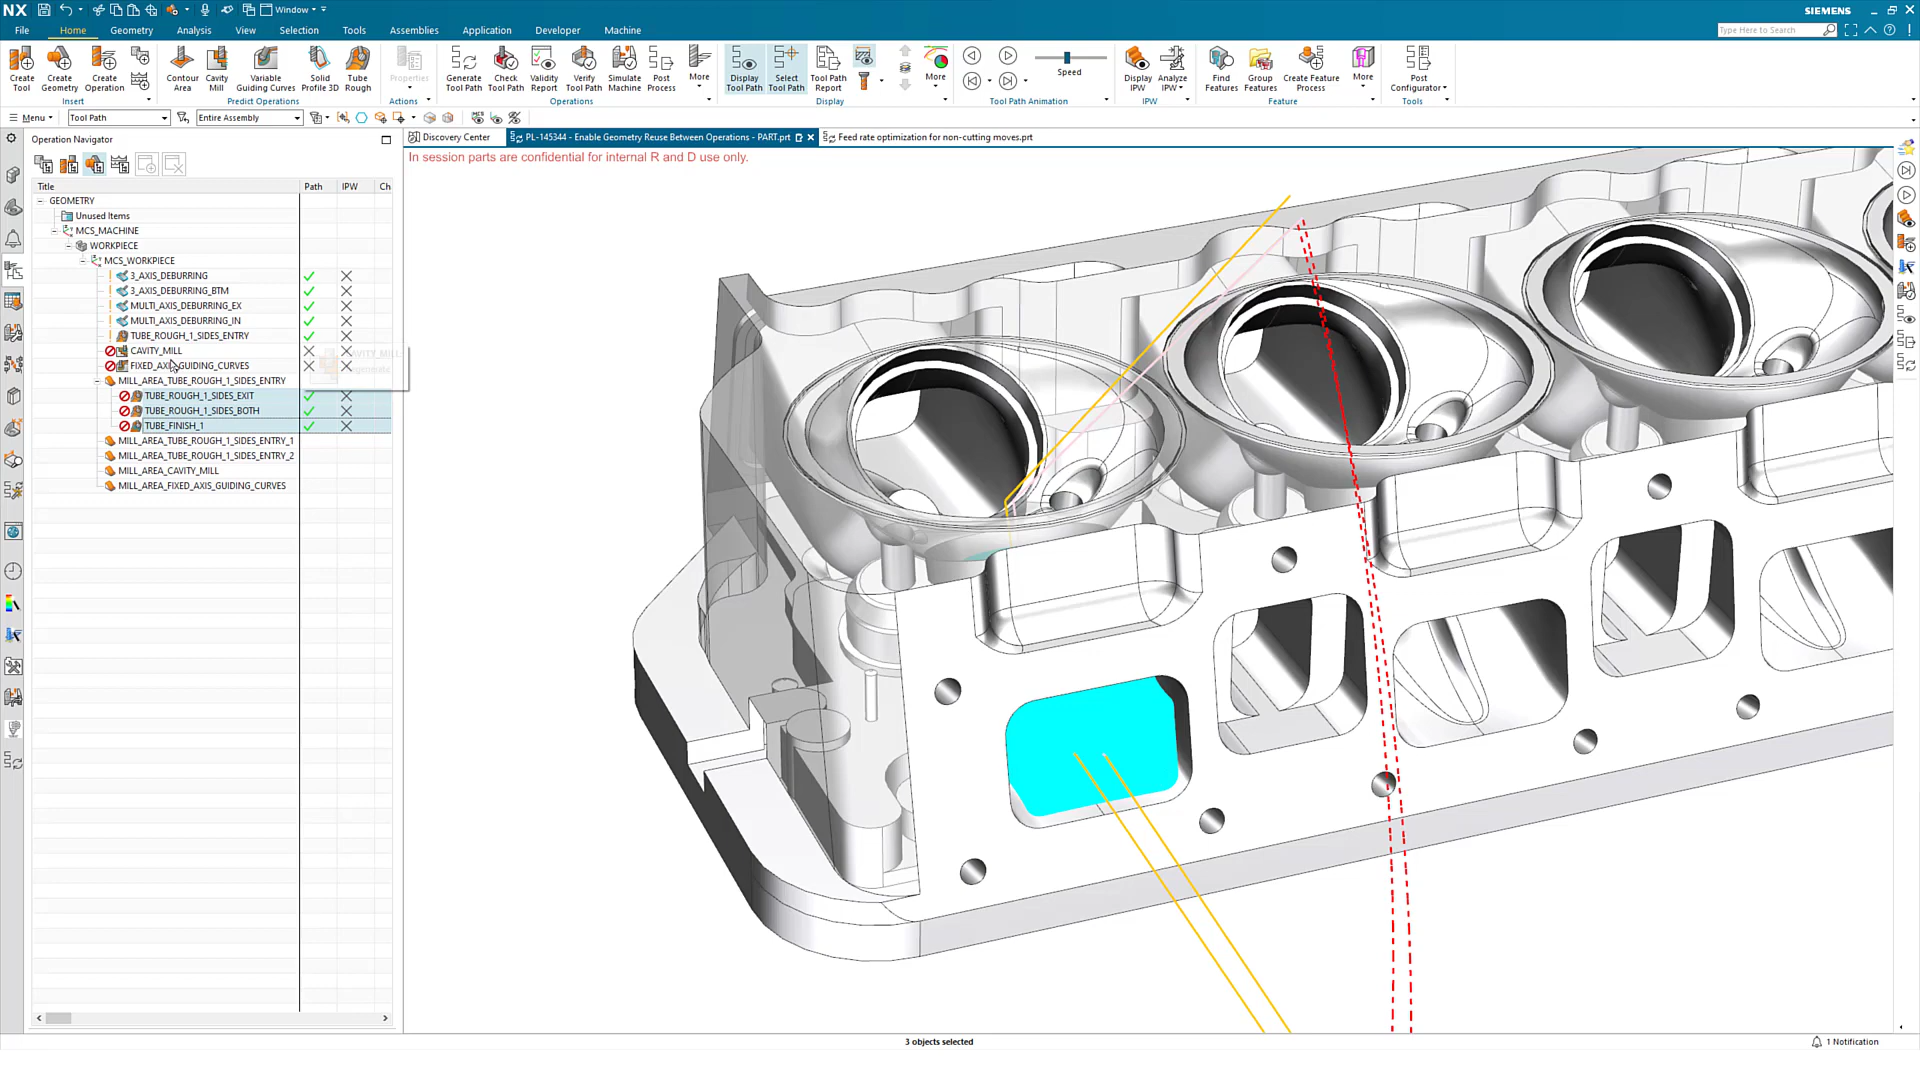 NX
Window
SIEMENS
File Home Geometry Analysis View Selection Tools Assemblies Application Developer Machine
Type Here to Search
Create Tool
Create Geometry
Create Operation
Insert
Contour Area
Cavity Mill
Variable Guiding Curves
Solid Profile 3D
Tube Rough
Predict Operations
Properties
Actions
Generate Tool Path
Check Tool Path
Validity Report
Verify Tool Path
Simulate Machine
Post Process
More
Operations
Display Tool Path
Select Tool Path
Tool Path Report
More
Display
Speed
Tool Path Animation
Display IPW
Analyze IPW
IPW
Find Features
Group Features
Create Feature Process
More
Feature
Post Configurator
Tools
Menu
Tool Path
Entire Assembly
Operation Navigator
Discovery Center
PL-145344 - Enable Geometry Reuse Between Operations - PART.prt
Feed rate optimization for non-cutting moves.prt
In session parts are confidential for internal R and D use only.
Title Path IPW Ch
GEOMETRY
Unused Items
MCS_MACHINE
WORKPIECE
MCS_WORKPIECE
3_AXIS_DEBURRING
3_AXIS_DEBURRING_BTM
MULTI_AXIS_DEBURRING_EX
MULTI_AXIS_DEBURRING_IN
TUBE_ROUGH_1_SIDES_ENTRY
CAVITY_MILL
FIXED_AXIS_GUIDING_CURVES
MILL_AREA_TUBE_ROUGH_1_SIDES_ENTRY
TUBE_ROUGH_1_SIDES_EXIT
TUBE_ROUGH_1_SIDES_BOTH
TUBE_FINISH_1
MILL_AREA_TUBE_ROUGH_1_SIDES_ENTRY_1
MILL_AREA_TUBE_ROUGH_1_SIDES_ENTRY_2
MILL_AREA_CAVITY_MILL
MILL_AREA_FIXED_AXIS_GUIDING_CURVES
3 objects selected
1 Notification